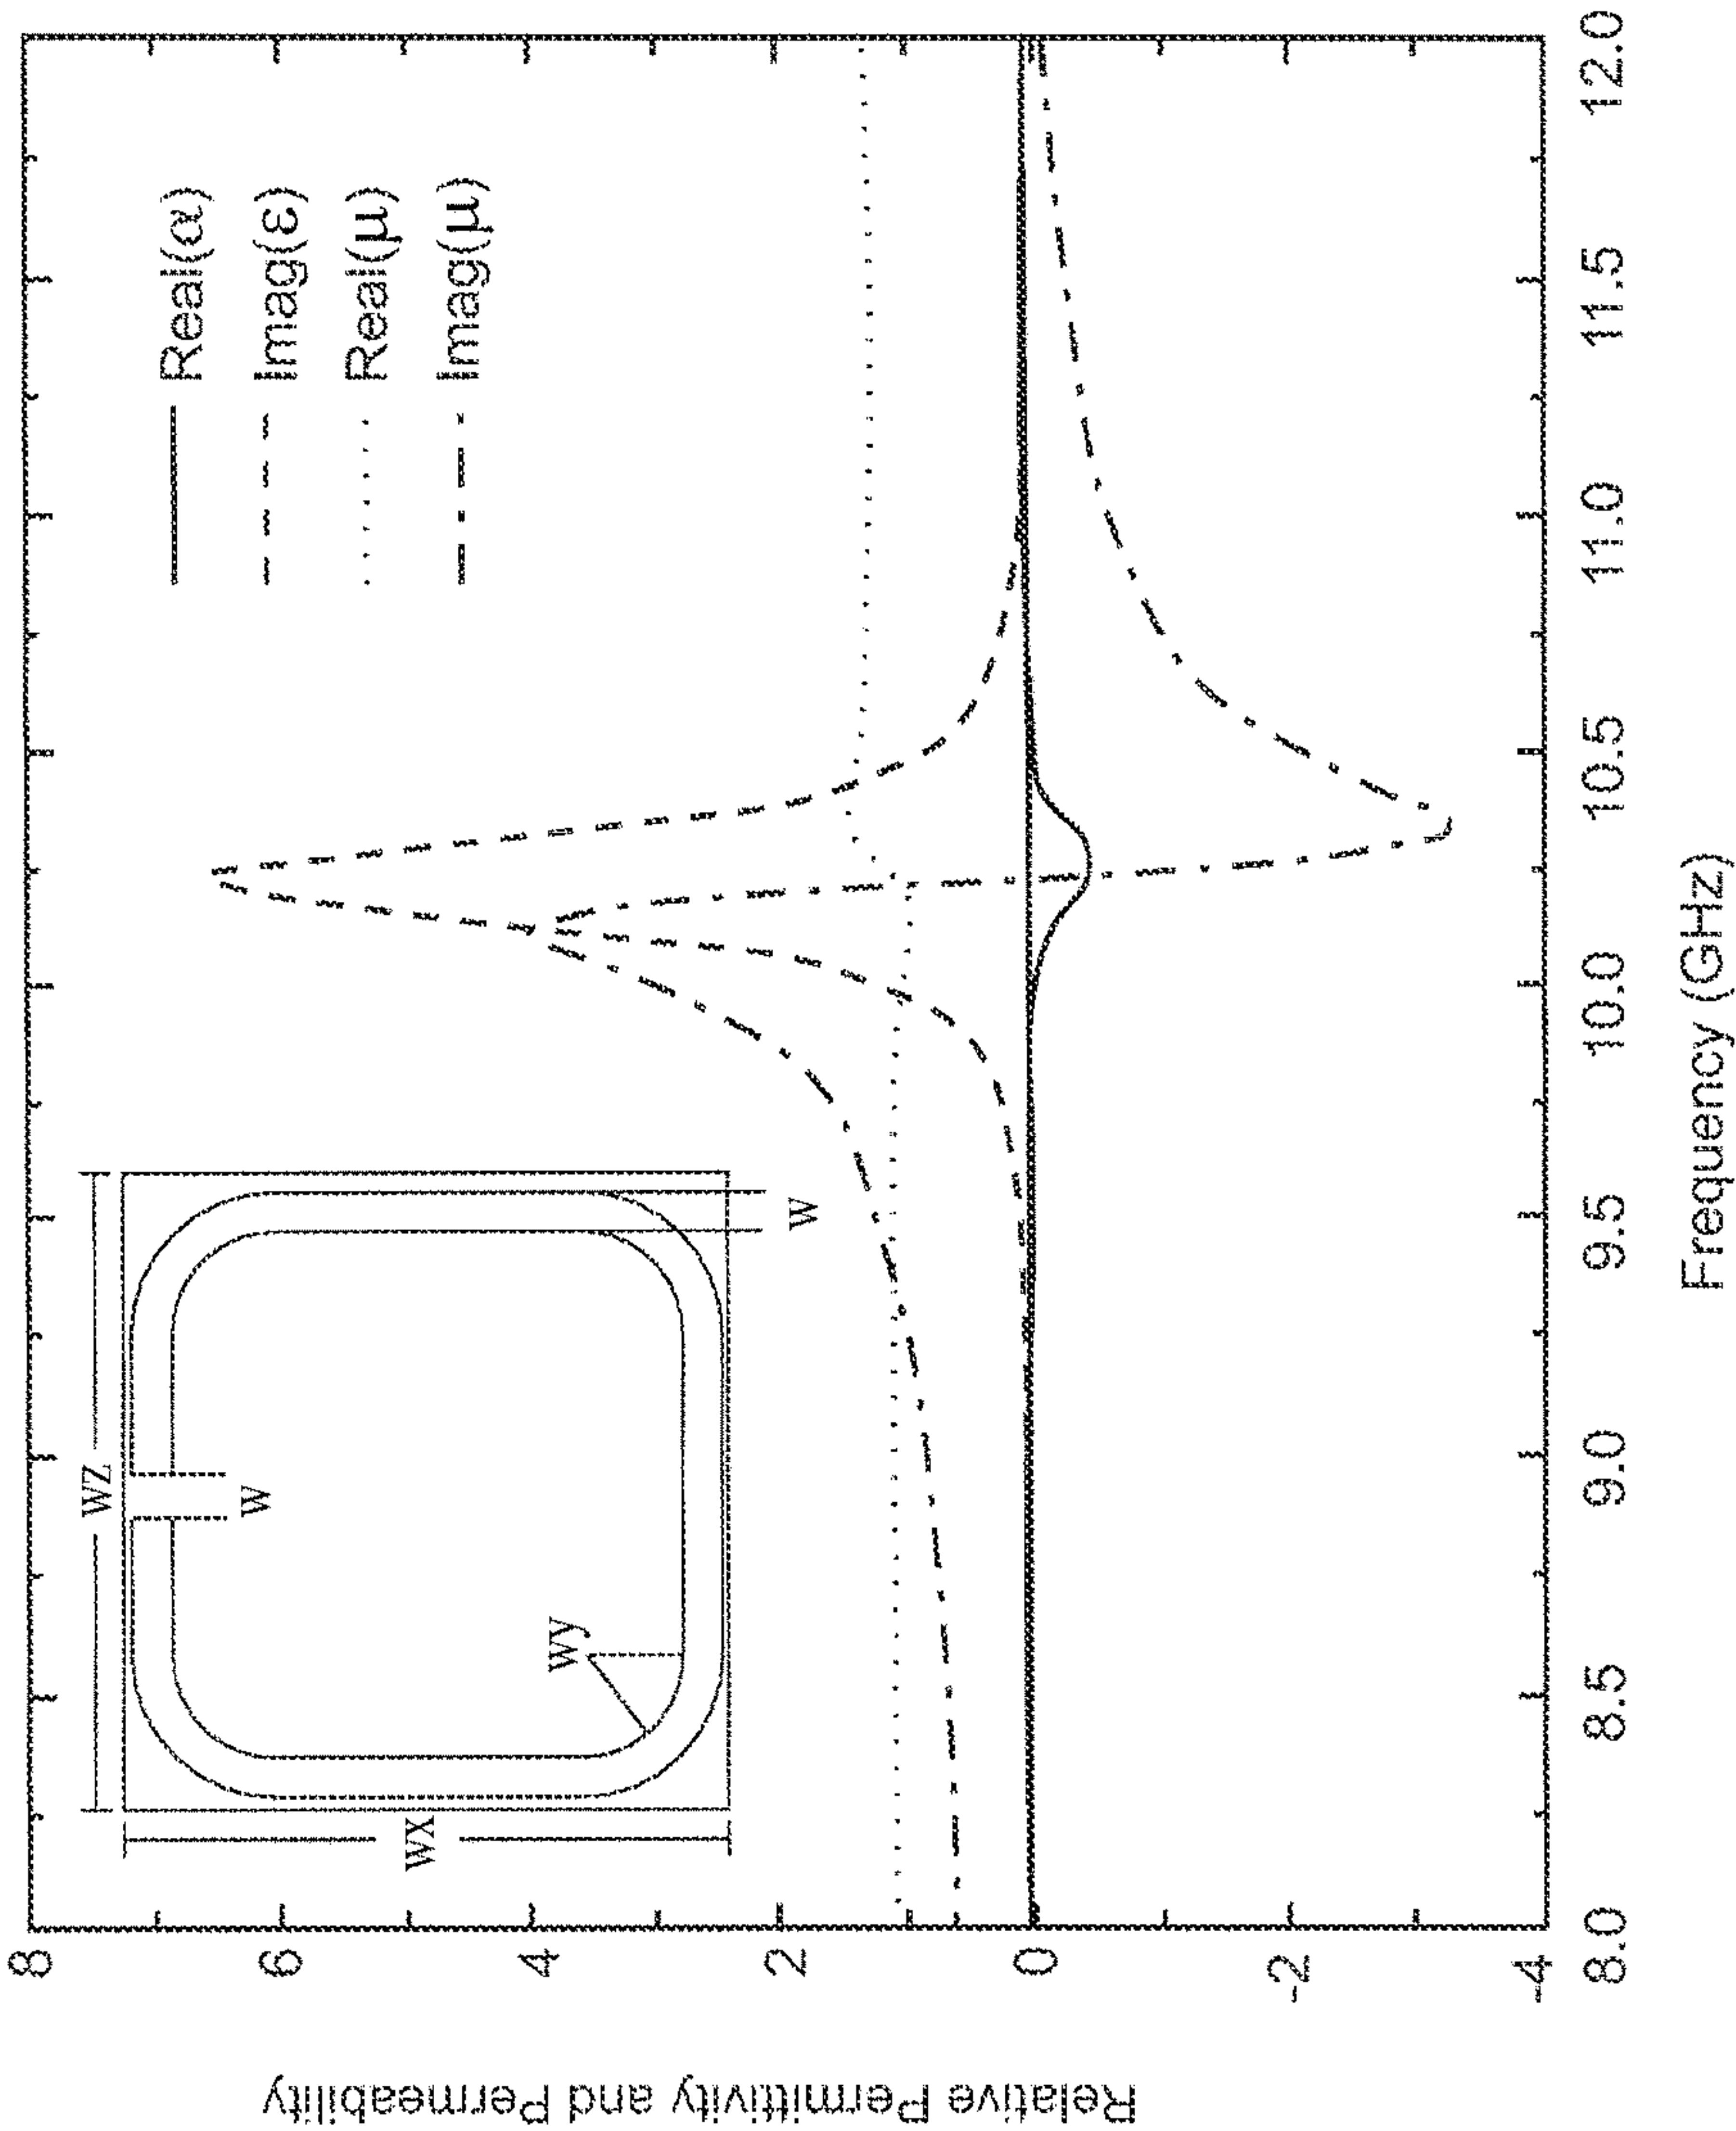 Relative Permittivity and Permeability
8
6
4
2
0
-2
-4
8.0
8.5
9.0
9.5
10.0
10.5
11.0
11.5
12.0
Frequency (GHz)
Real(α)
Imag(ε)
Real(μ)
Imag(μ)
WZ
WX
W
W
Wy